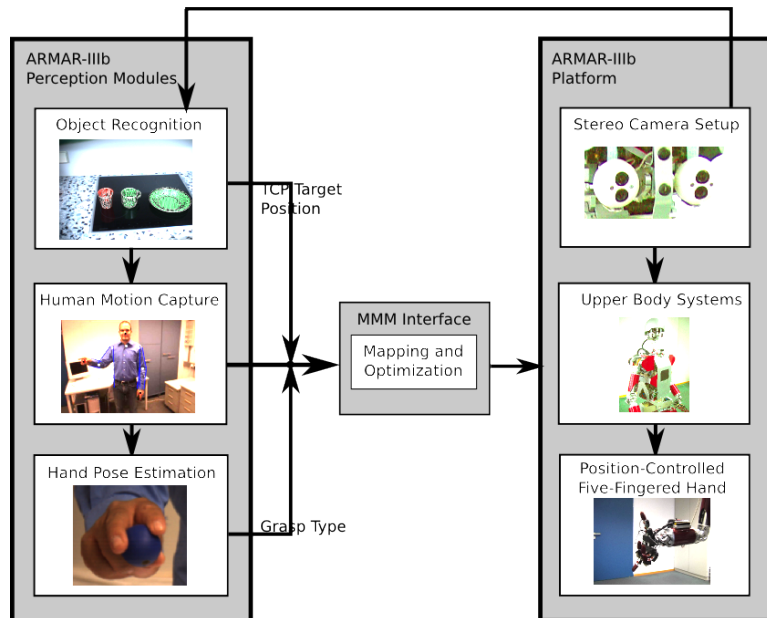 ARMAR-IIIb
Perception Modules
Object Recognition
Human Motion Capture
Hand Pose Estimation
TCP Target
Position
Grasp Type
MMM Interface
Mapping and
Optimization
ARMAR-IIIb
Platform
Stereo Camera Setup
Upper Body Systems
Position-Controlled
Five-Fingered Hand